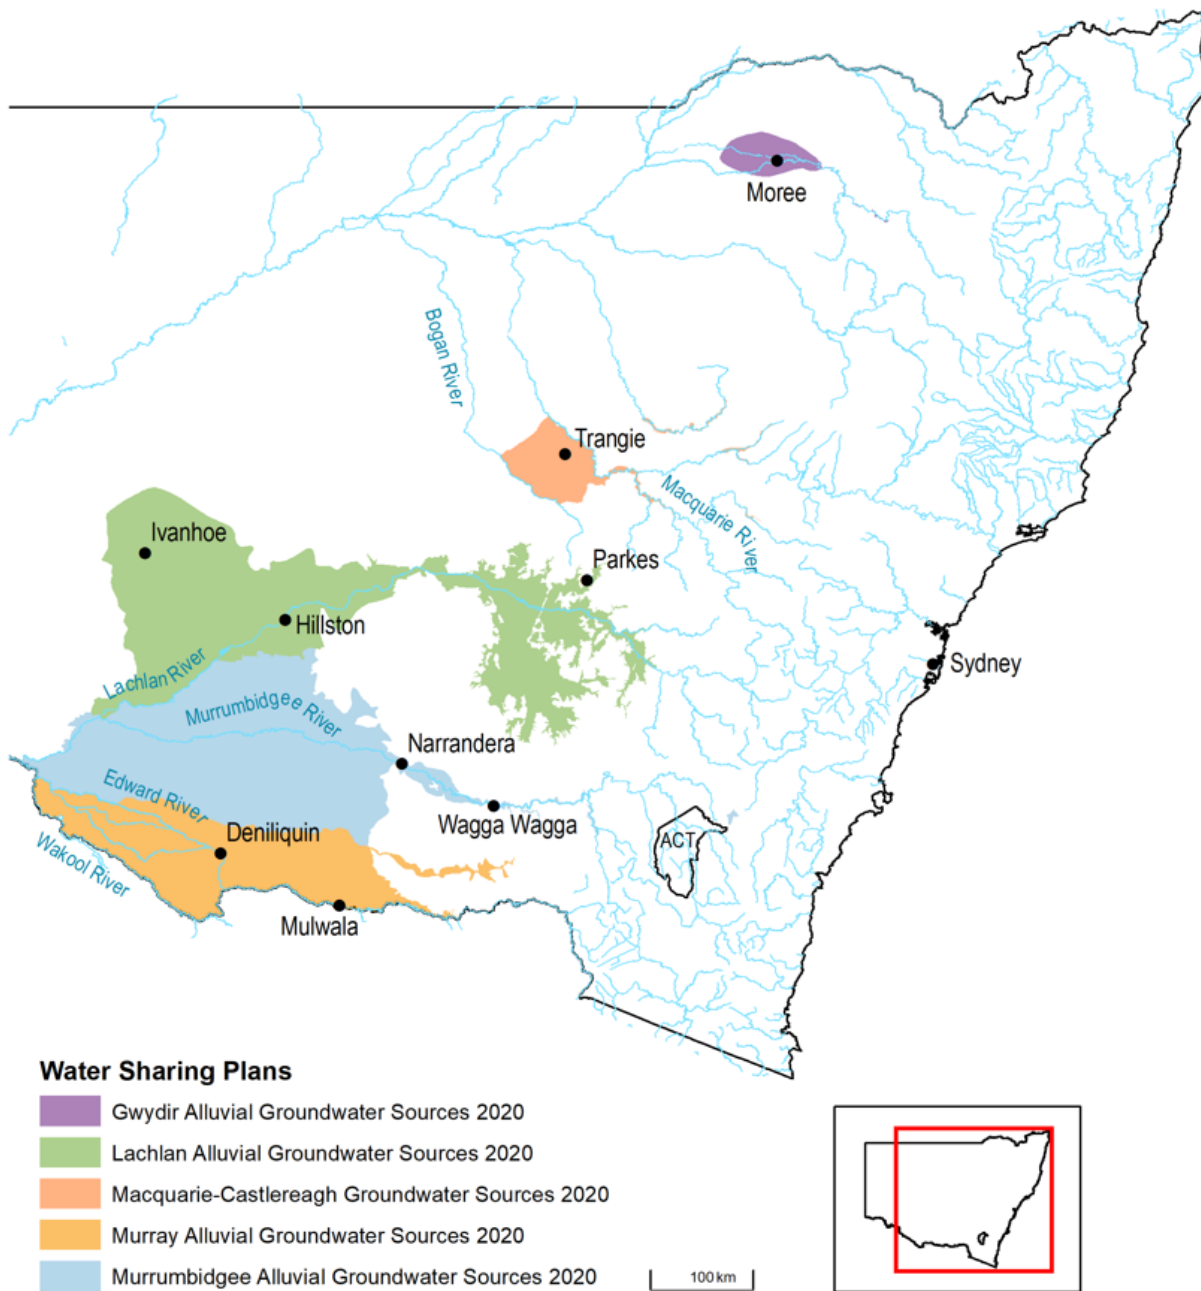 Moree
Bogan River
Trangie
Macquarie River
Ivanhoe
Parkes
Hillston
Lachlan River
Sydney
Murrumbidgee River
Narrandera
Edward River
Wagga Wagga
Deniliquin
ACT
Wakool River
Mulwala
Water Sharing Plans
Gwydir Alluvial Groundwater Sources 2020
Lachlan Alluvial Groundwater Sources 2020
Macquarie-Castlereagh Groundwater Sources 2020
Murray Alluvial Groundwater Sources 2020
Murrumbidgee Alluvial Groundwater Sources 2020
100 km